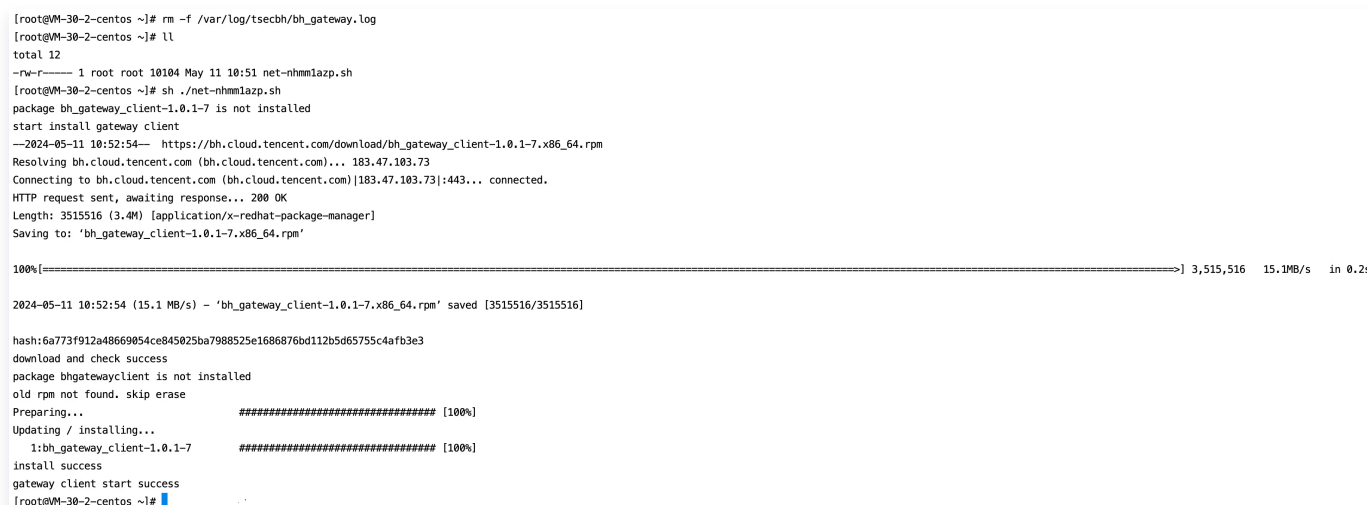 [root@VM-30-2-centos ~]# rm -f /var/log/tsecbh/bh_gateway.log
[root@VM-30-2-centos ~]# ll
total 12
-rw-r----- 1 root root 10104 May 11 10:51 net-nhmm1azp.sh
[root@VM-30-2-centos ~]# sh ./net-nhmm1azp.sh
package bh_gateway_client-1.0.1-7 is not installed
start install gateway client
--2024-05-11 10:52:54--  https://bh.cloud.tencent.com/download/bh_gateway_client-1.0.1-7.x86_64.rpm
Resolving bh.cloud.tencent.com (bh.cloud.tencent.com)... 183.47.103.73
Connecting to bh.cloud.tencent.com (bh.cloud.tencent.com)|183.47.103.73|:443... connected.
HTTP request sent, awaiting response... 200 OK
Length: 3515516 (3.4M) [application/x-redhat-package-manager]
Saving to: ‘bh_gateway_client-1.0.1-7.x86_64.rpm’
100%[==============================================================================>] 3,515,516   15.1MB/s   in 0.2s
2024-05-11 10:52:54 (15.1 MB/s) - ‘bh_gateway_client-1.0.1-7.x86_64.rpm’ saved [3515516/3515516]
hash:6a773f912a48669054ce845025ba7988525e1686876bd112b5d65755c4afb3e3
download and check success
package bhgatewayclient is not installed
old rpm not found. skip erase
Preparing...                          ################################# [100%]
Updating / installing...
   1:bh_gateway_client-1.0.1-7        ################################# [100%]
install success
gateway client start success
[root@VM-30-2-centos ~]#